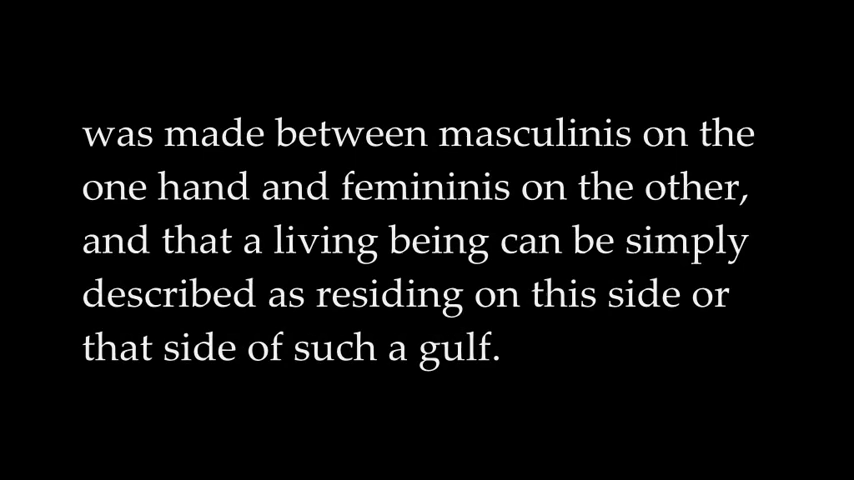 was made between masculinis on the
one hand and femininis on the other,
and that a living being can be simply
described as residing on this side or
that side of such a gulf.